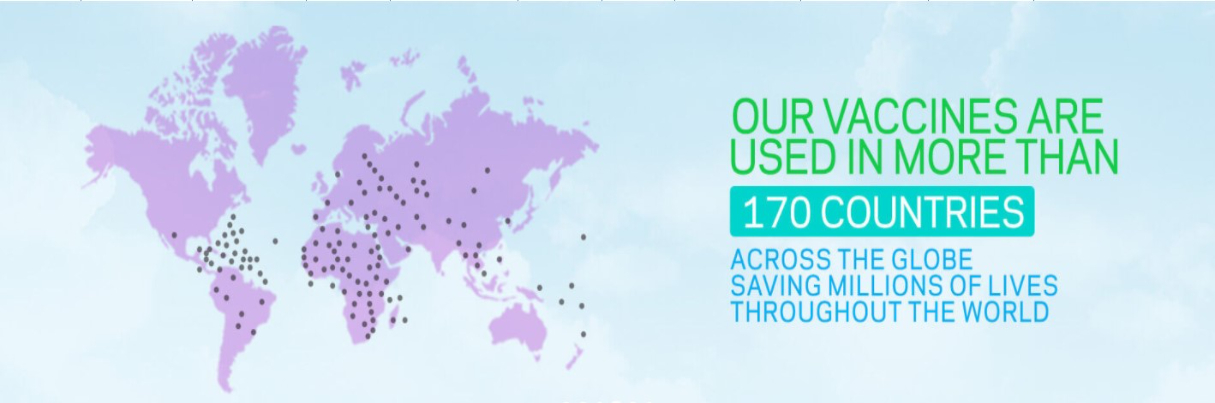 OUR VACCINES ARE
USED IN MORE THAN
170 COUNTRIES
ACROSS THE GLOBE
SAVING MILLIONS OF LIVES
THROUGHOUT THE WORLD